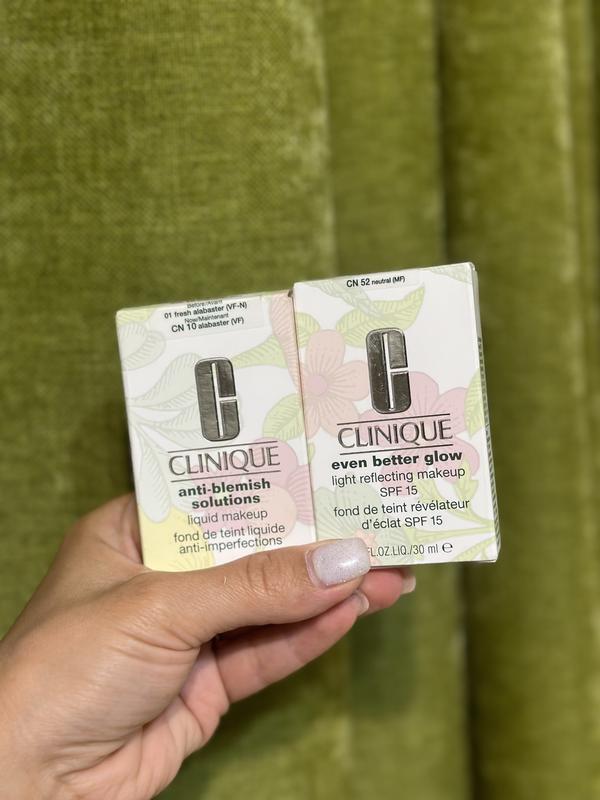 Before/Avant
01 fresh alabaster (VF-N)
Now/Maintenant
CN 10 alabaster (VF)
CLINIQUE
anti-blemish
solutions
liquid makeup
fond de teint liquide
anti-imperfections
CN 52 neutral (MF)
CLINIQUE
even better glow
light reflecting makeup
SPF 15
fond de teint révélateur
d'éclat SPF 15
FL.OZ.LIQ./30 ml ℮